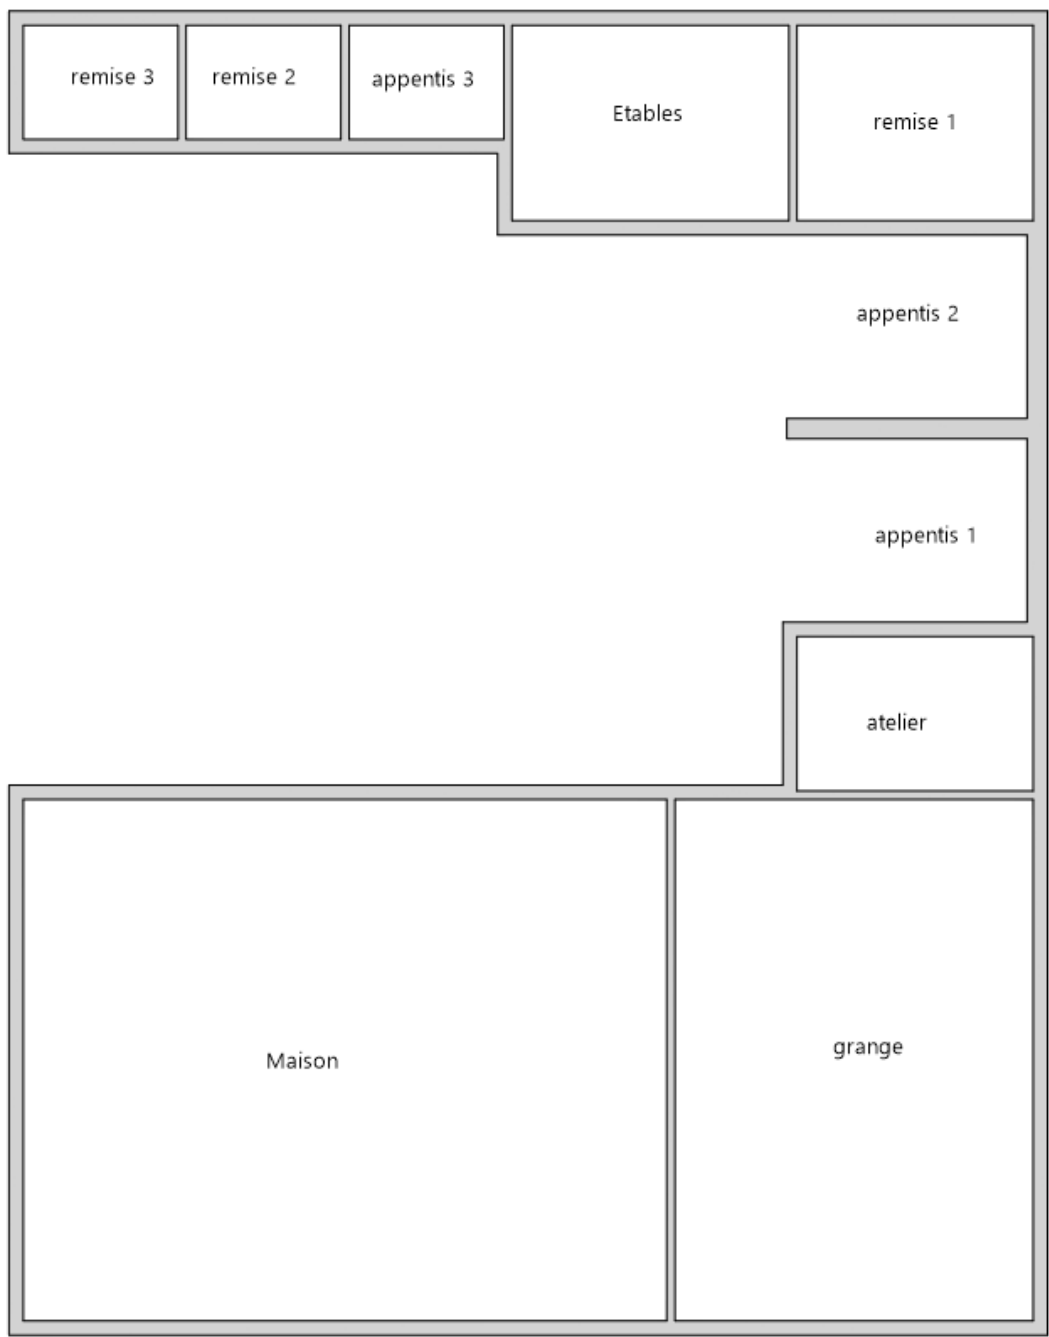 remise 3
remise 2
appentis 3
Etables
remise 1
appentis 2
appentis 1
atelier
Maison
grange